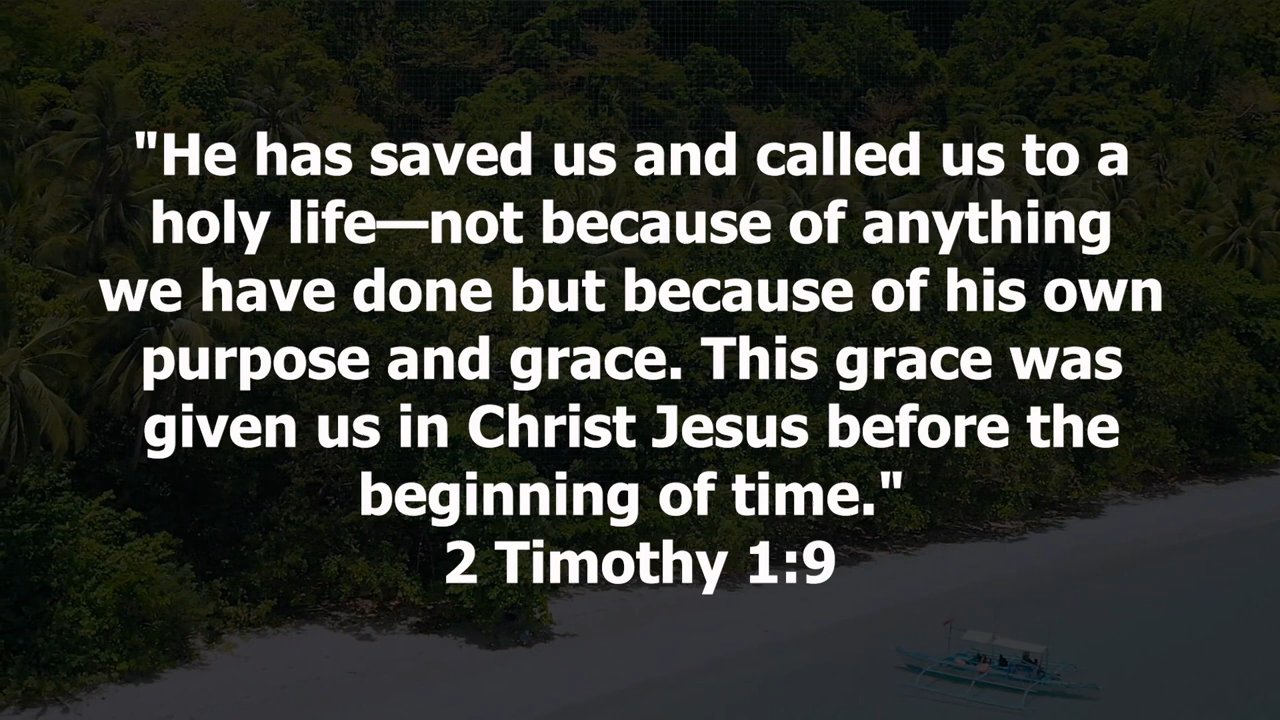 "He has saved us and called us to a
holy life—not because of anything
we have done but because of his own
purpose and grace. This grace was
given us in Christ Jesus before the
beginning of time."
2 Timothy 1:9